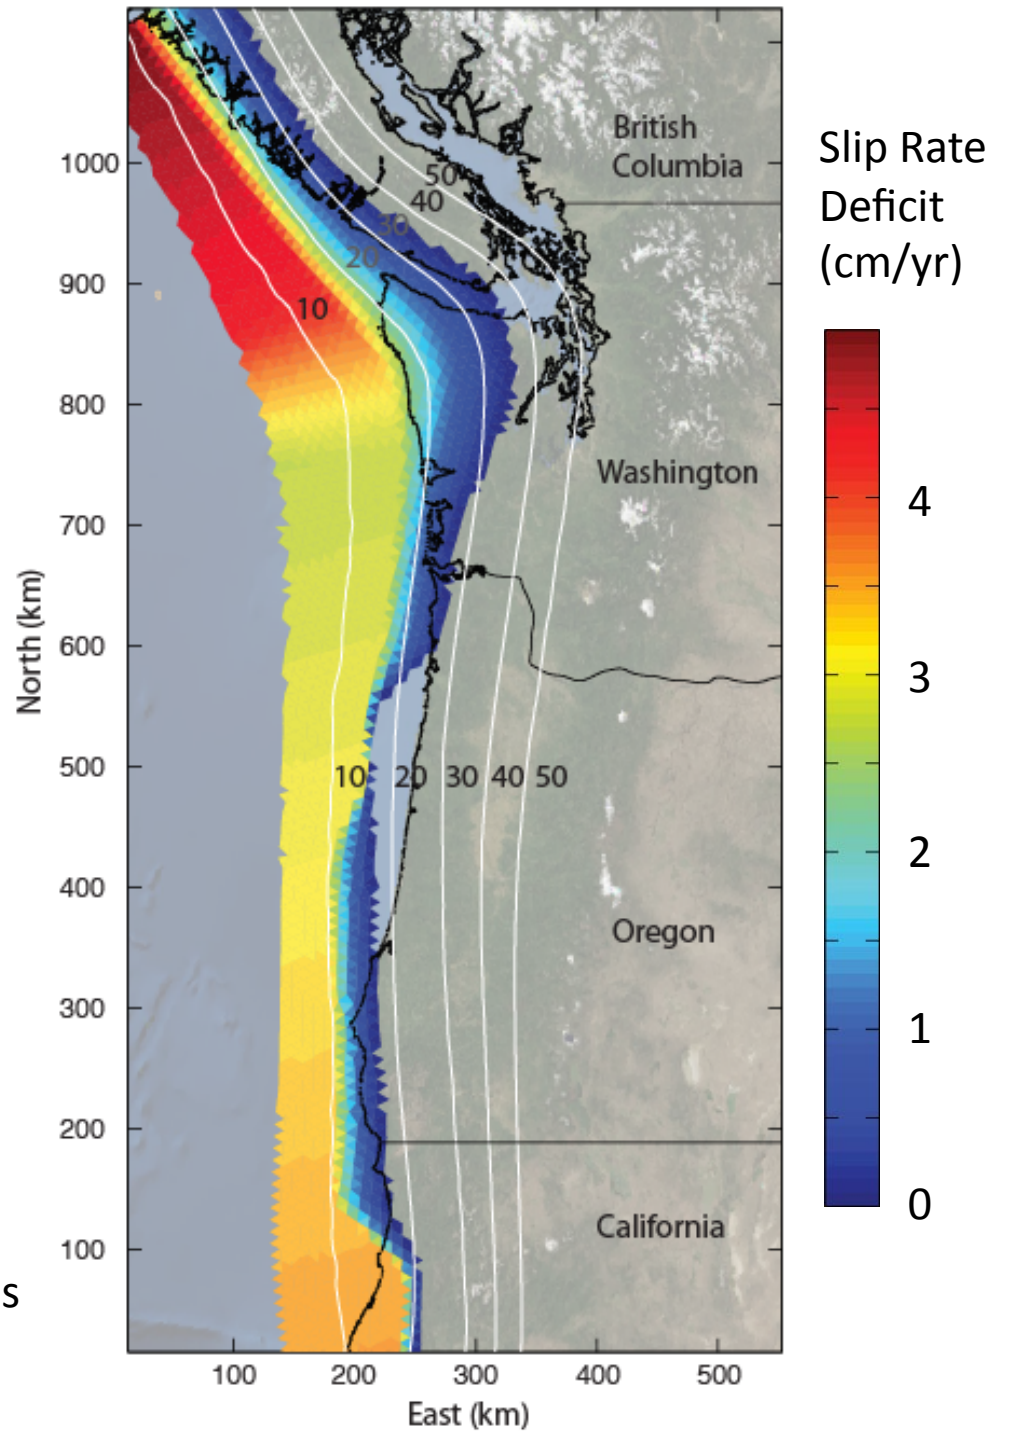 British
Columbia
50
40
30
20
10
Washington
10 20 30 40 50
Oregon
California
1000
900
800
700
600
500
400
300
200
100
North (km)
100 200 300 400 500
East (km)
s
Slip Rate
Deficit
(cm/yr)
4
3
2
1
0